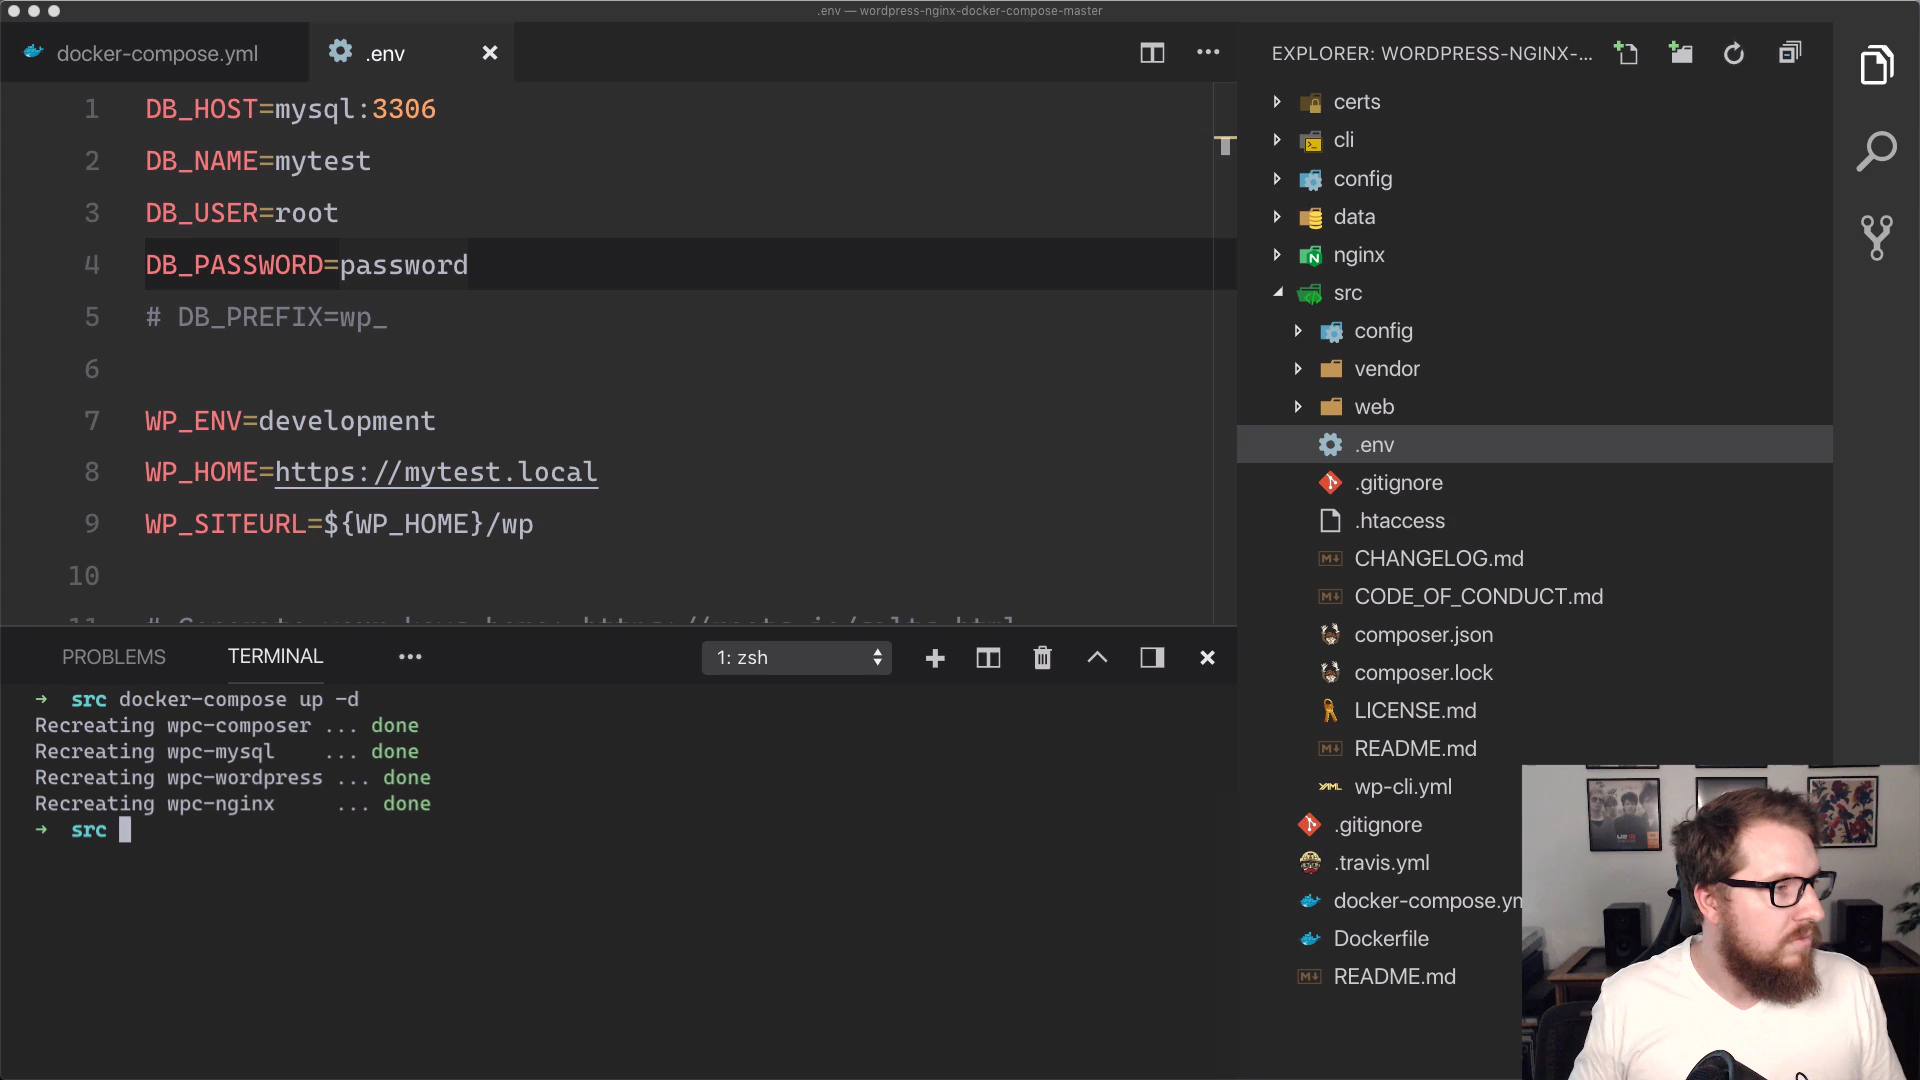 .env — wordpress-nginx-docker-compose-master
docker-compose.yml
.env
1 DB_HOST=mysql:3306
2 DB_NAME=mytest
3 DB_USER=root
4 DB_PASSWORD=password
5 # DB_PREFIX=wp_
6
7 WP_ENV=development
8 WP_HOME=https://mytest.local
9 WP_SITEURL=${WP_HOME}/wp
10
PROBLEMS
TERMINAL
1: zsh
→ src docker-compose up -d
Recreating wpc-composer ... done
Recreating wpc-mysql ... done
Recreating wpc-wordpress ... done
Recreating wpc-nginx ... done
→ src
EXPLORER: WORDPRESS-NGINX-...
certs
cli
config
data
nginx
src
config
vendor
web
.env
.gitignore
.htaccess
CHANGELOG.md
CODE_OF_CONDUCT.md
composer.json
composer.lock
LICENSE.md
README.md
wp-cli.yml
.gitignore
.travis.yml
docker-compose.ym
Dockerfile
README.md